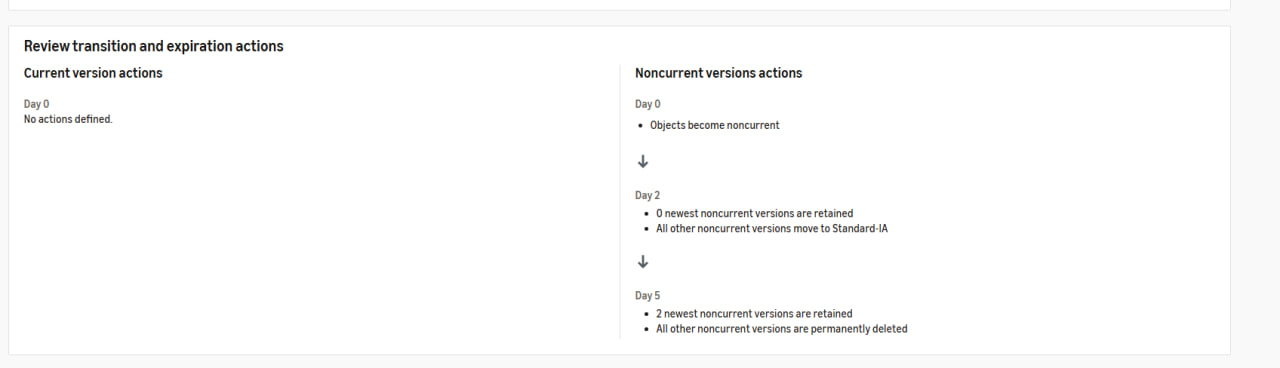 Review transition and expiration actions
Current version actions
Day 0
No actions defined.
Noncurrent versions actions
Day 0
Objects become noncurrent
Day 2
0 newest noncurrent versions are retained
All other noncurrent versions move to Standard-IA
Day 5
2 newest noncurrent versions are retained
All other noncurrent versions are permanently deleted